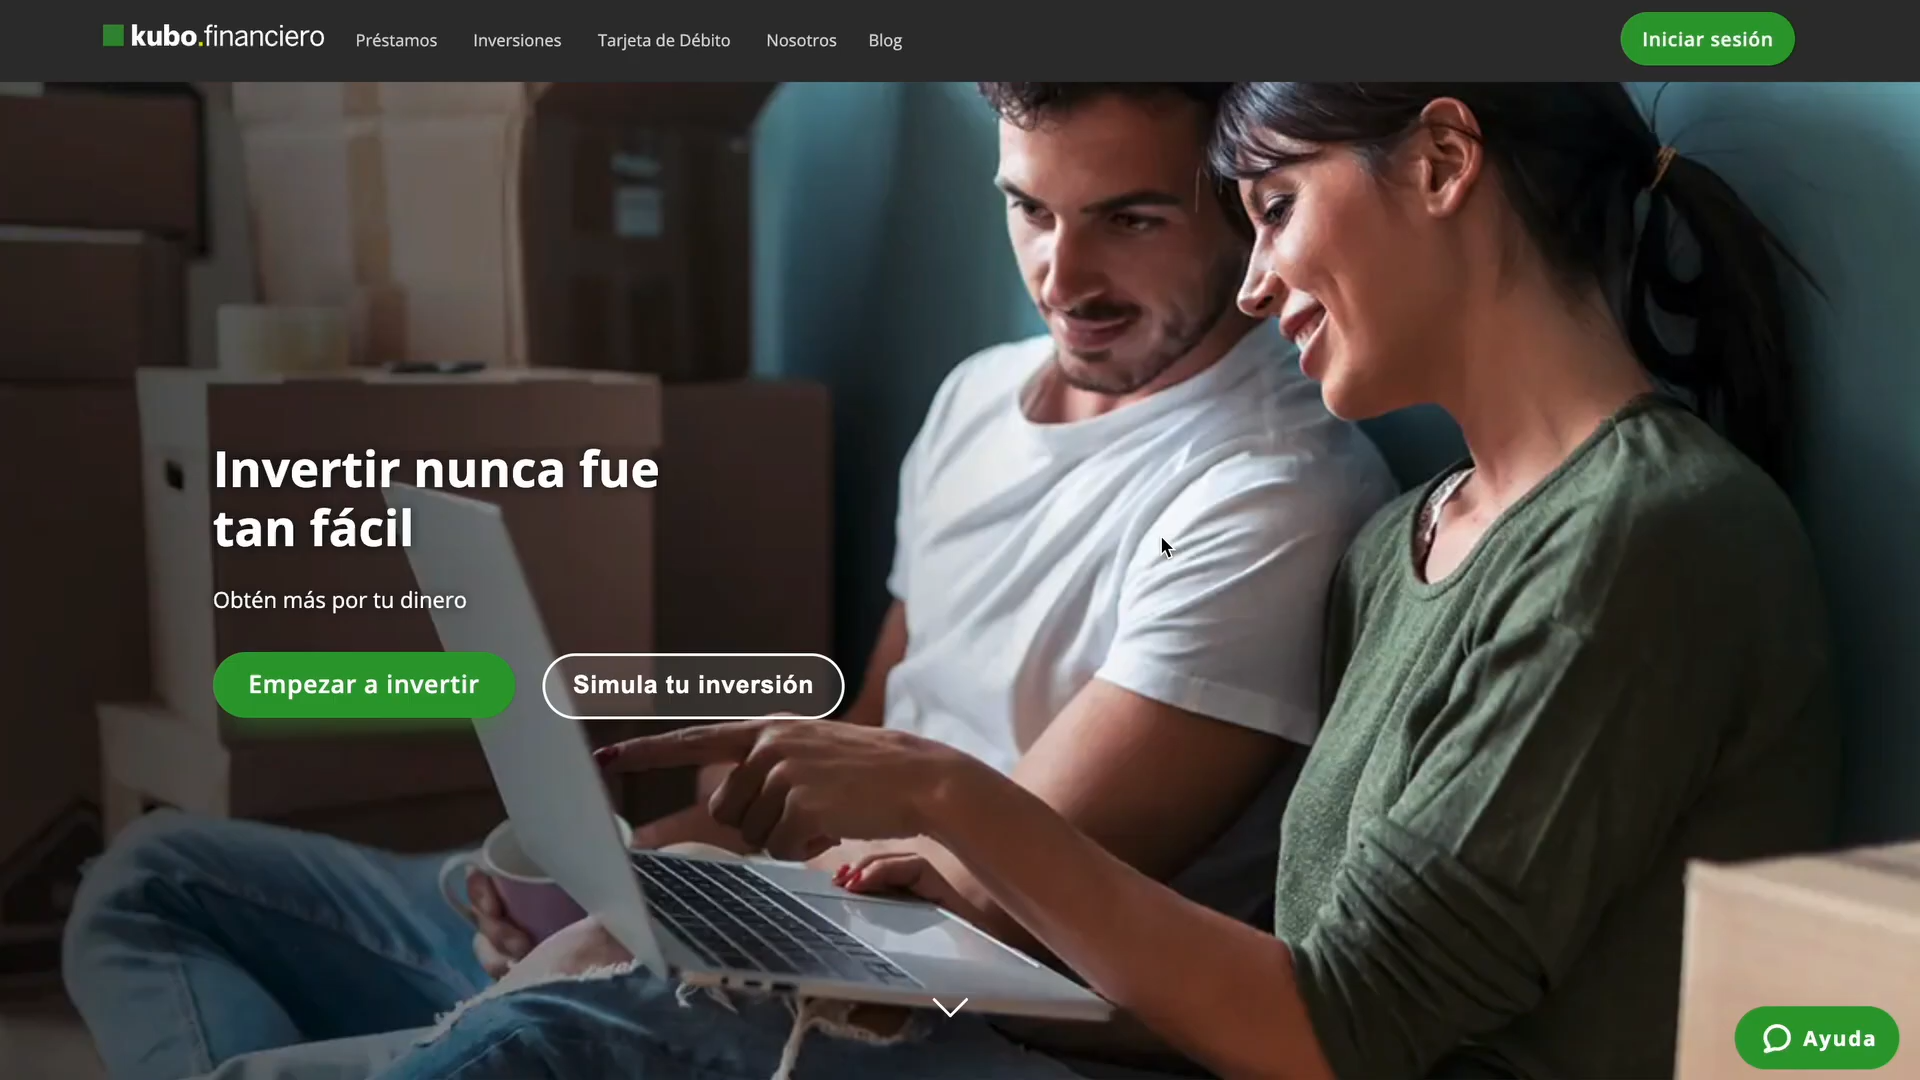 kubo.financiero
Préstamos
Inversiones
Tarjeta de Débito
Nosotros
Blog
Iniciar sesión
Invertir nunca fue
tan fácil
Obtén más por tu dinero
Empezar a invertir
Simula tu inversión
Ayuda